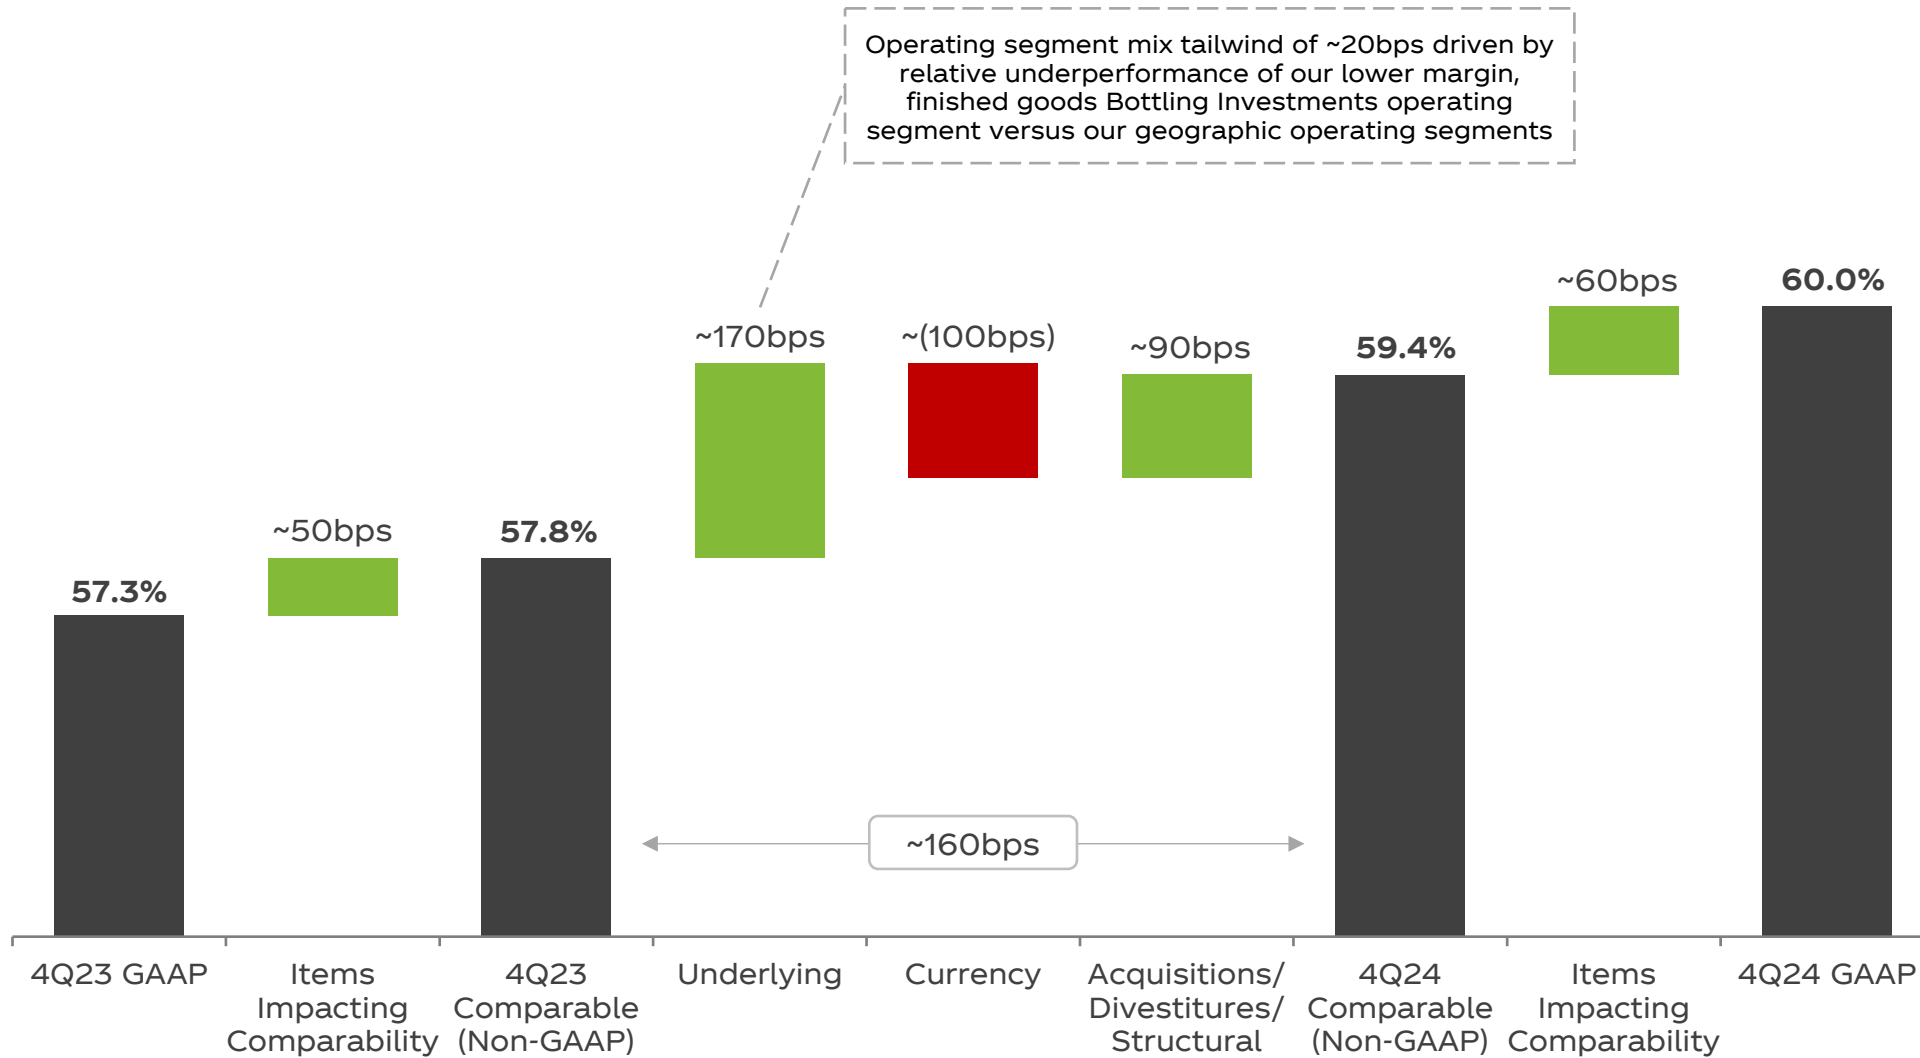 Operating segment mix tailwind of ~20bps driven by
relative underperformance of our lower margin,
finished goods Bottling Investments operating
segment versus our geographic operating segments
57.3%
~50bps
57.8%
~170bps
~(100bps)
~90bps
59.4%
~60bps
60.0%
~160bps
4Q23 GAAP
Items
Impacting
Comparability
4Q23
Comparable
(Non-GAAP)
Underlying
Currency
Acquisitions/
Divestitures/
Structural
4Q24
Comparable
(Non-GAAP)
Items
Impacting
Comparability
4Q24 GAAP